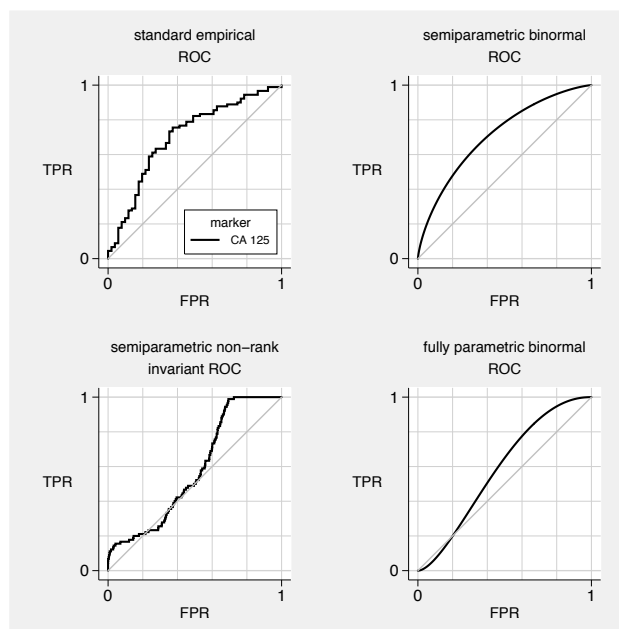 standard empirical
ROC
1
TPR
marker
CA 125
0
0
1
FPR
semiparametric binormal
ROC
1
TPR
0
0
1
FPR
semiparametric non−rank
invariant ROC
1
TPR
0
0
1
FPR
fully parametric binormal
ROC
1
TPR
0
0
1
FPR